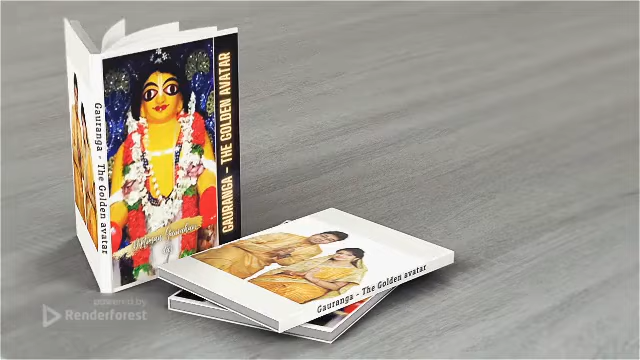 Gauranga - The Golden avatar
GAURANGA - THE GOLDEN AVATAR
Gauranga - The Golden avatar
powered by
Renderforest